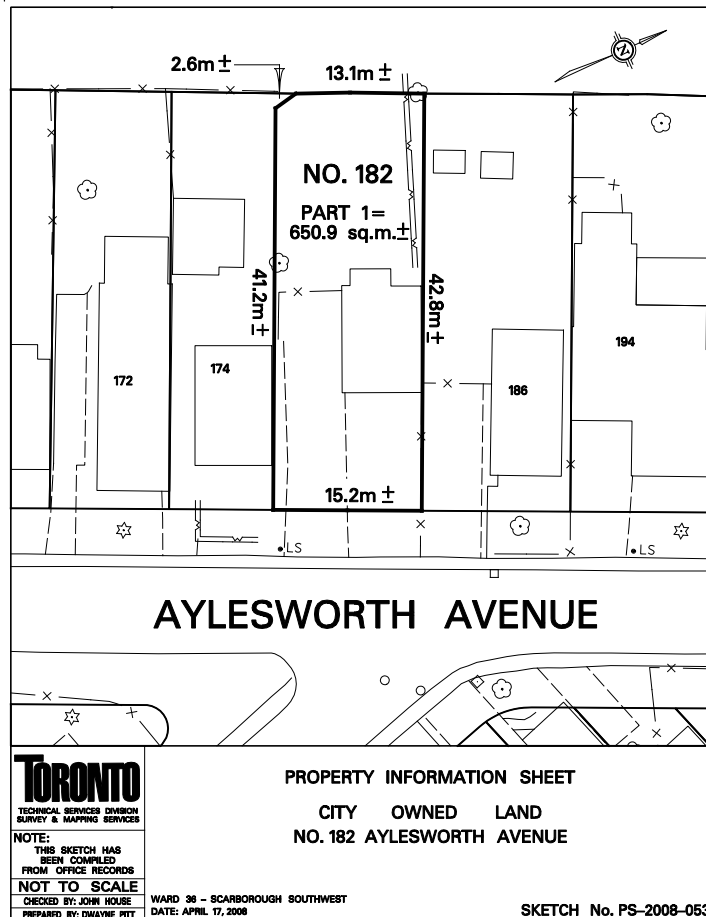 2.6m ±
13.1m ±
N
NO. 182
PART 1=
650.9 sq.m.±
41.2m ±
42.8m ±
172
174
186
194
15.2m ±
LS
LS
AYLESWORTH AVENUE
TORONTO
TECHNICAL SERVICES DIVISION
SURVEY & MAPPING SERVICES
NOTE:
THIS SKETCH HAS
BEEN COMPILED
FROM OFFICE RECORDS
NOT TO SCALE
CHECKED BY: JOHN HOUSE
PREPARED BY: DWAYNE PITT
PROPERTY INFORMATION SHEET
CITY OWNED LAND
NO. 182 AYLESWORTH AVENUE
WARD 36 – SCARBOROUGH SOUTHWEST
DATE: APRIL 17, 2008
SKETCH No. PS–2008–053